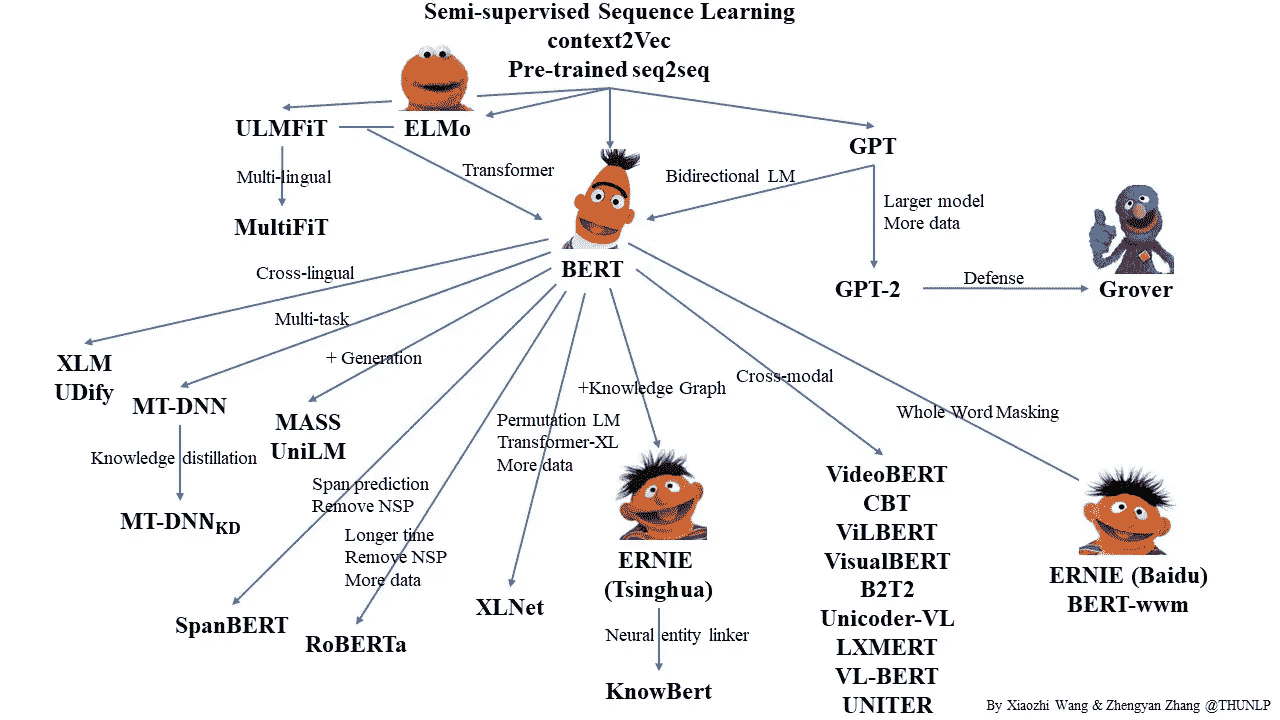 Semi-supervised Sequence Learning
context2Vec
Pre-trained seq2seq
ULMFiT
ELMo
GPT
Multi-lingual
Transformer
Bidirectional LM
Larger model
More data
MultiFiT
BERT
GPT-2
Defense
Grover
Cross-lingual
Multi-task
+ Generation
+Knowledge Graph
Cross-modal
Whole Word Masking
XLM
UDify
MT-DNN
MASS
UniLM
Permutation LM
Transformer-XL
More data
Knowledge distillation
Span prediction
Remove NSP
Longer time
Remove NSP
More data
MT-DNNKD
SpanBERT
RoBERTa
XLNet
ERNIE
(Tsinghua)
Neural entity linker
KnowBert
VideoBERT
CBT
ViLBERT
VisualBERT
B2T2
Unicoder-VL
LXMERT
VL-BERT
UNITER
ERNIE (Baidu)
BERT-wwm
By Xiaozhi Wang & Zhengyan Zhang @THUNLP